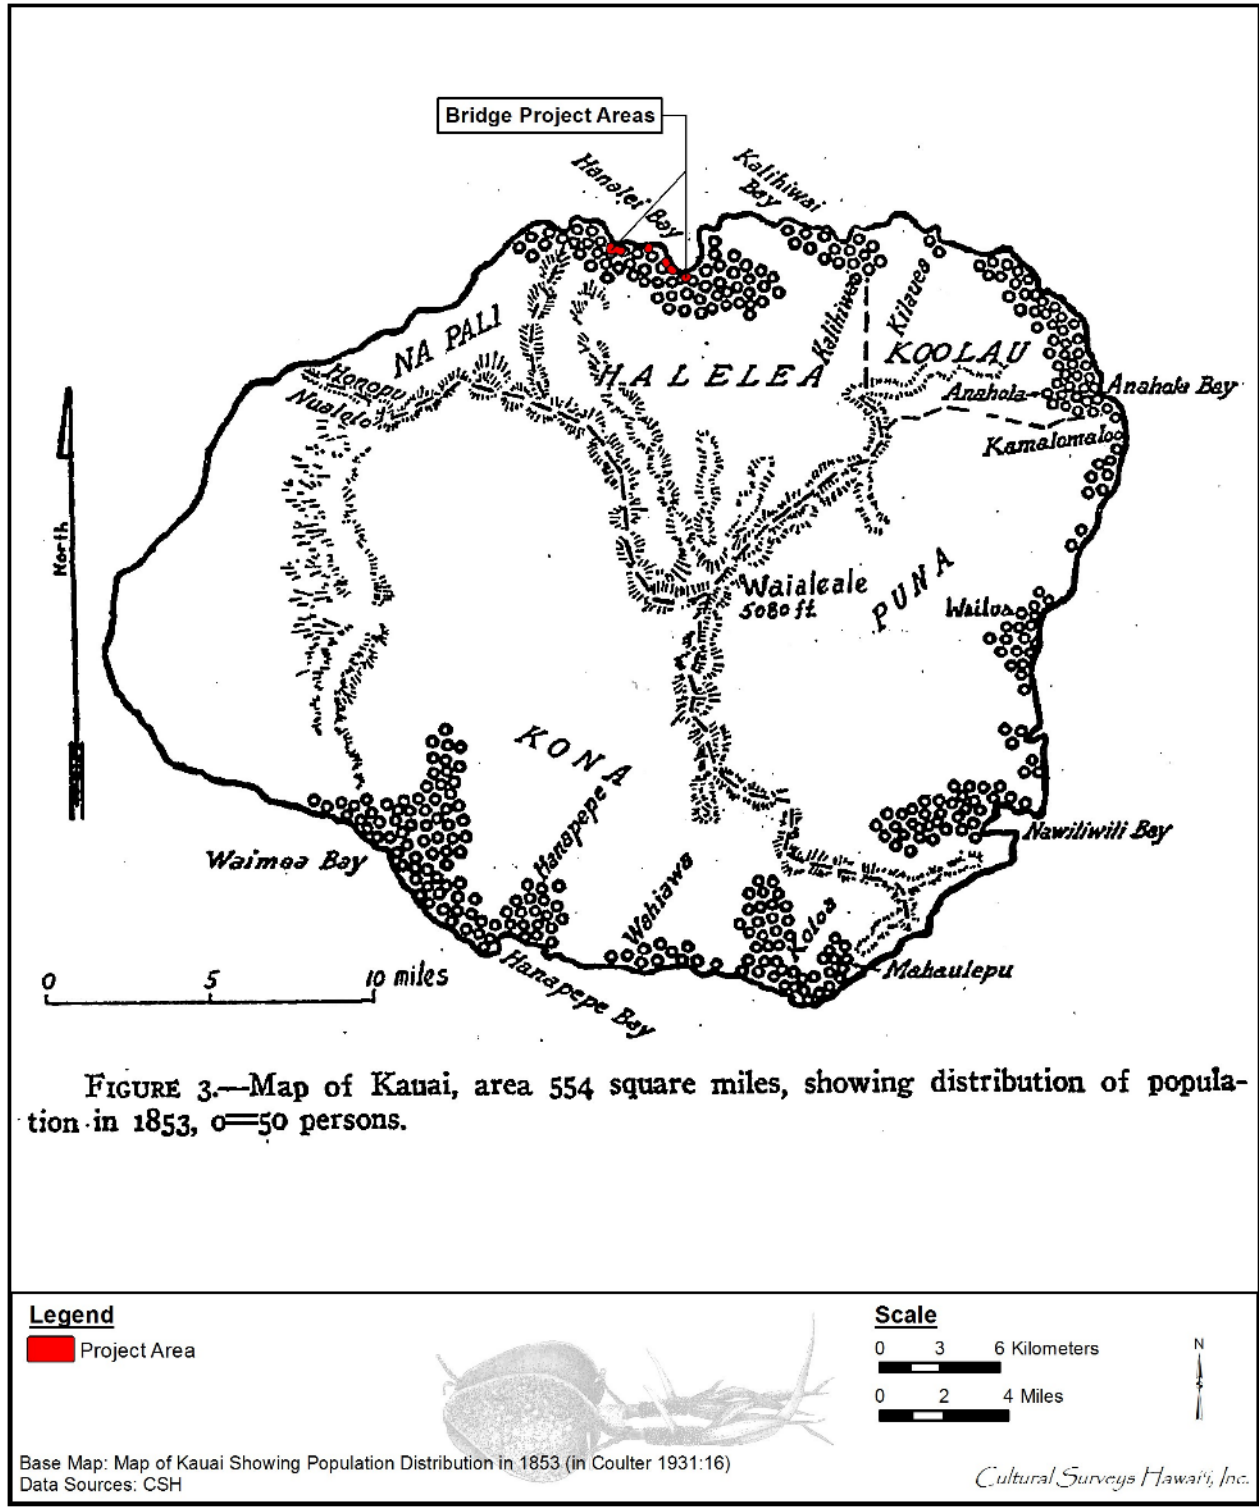 Bridge Project Areas
Hanalei Bay
Kalihiwai
Bay
NA PALI
Honopu
Nualolo
HALELEA
Kalihiwai
Kilauea
KOOLAU
Anahola
Anahola Bay
Kamalomaloo
North
Waialeale
5080 ft.
PUNA
Wailua
KONA
Hanapepe
Waimea Bay
Wahiawa
Koloa
Nawiliwili Bay
Mahaulepu
Hanapepe Bay
0 5 10 miles
FIGURE 3.—Map of Kauai, area 554 square miles, showing distribution of popula-
tion in 1853, o=50 persons.
Legend
Project Area
Scale
0 3 6 Kilometers
0 2 4 Miles
N
Base Map: Map of Kauai Showing Population Distribution in 1853 (in Coulter 1931:16)
Data Sources: CSH
Cultural Surveys Hawai‘i, Inc.